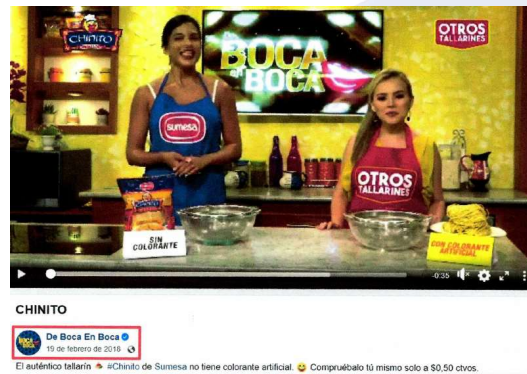 CHINITO
OTROS
TALLARINES
De
BOCA
en
BOCA
sumesa
OTROS
TALLARINES
SIN
COLORANTE
CON COLORANTE
ARTIFICIAL
-0:35
CHINITO
De Boca En Boca
19 de febrero de 2016
El auténtico tallarín #Chinito de Sumesa no tiene colorante artificial. Compruébalo tú mismo solo a $0,50 ctvos.